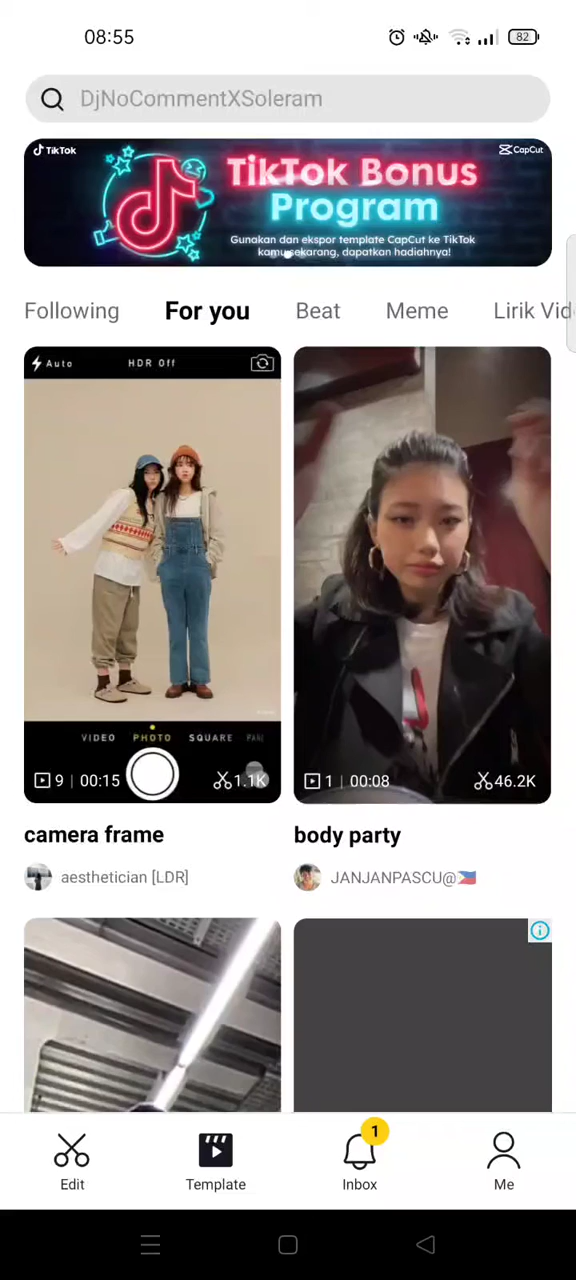 08:55
82
DjNoCommentXSoleram
TikTok
CapCut
TikTok Bonus
Program
Gunakan dan ekspor template CapCut ke TikTok
kamu sekarang, dapatkan hadiahnya!
Following For you Beat Meme Lirik Vid
Auto HDR Off
VIDEO PHOTO SQUARE
9 | 00:15 1.1K
1 | 00:08 46.2K
camera frame
aesthetician [LDR]
body party
JANJANPASCU@🇵🇭
1
Edit Template Inbox Me